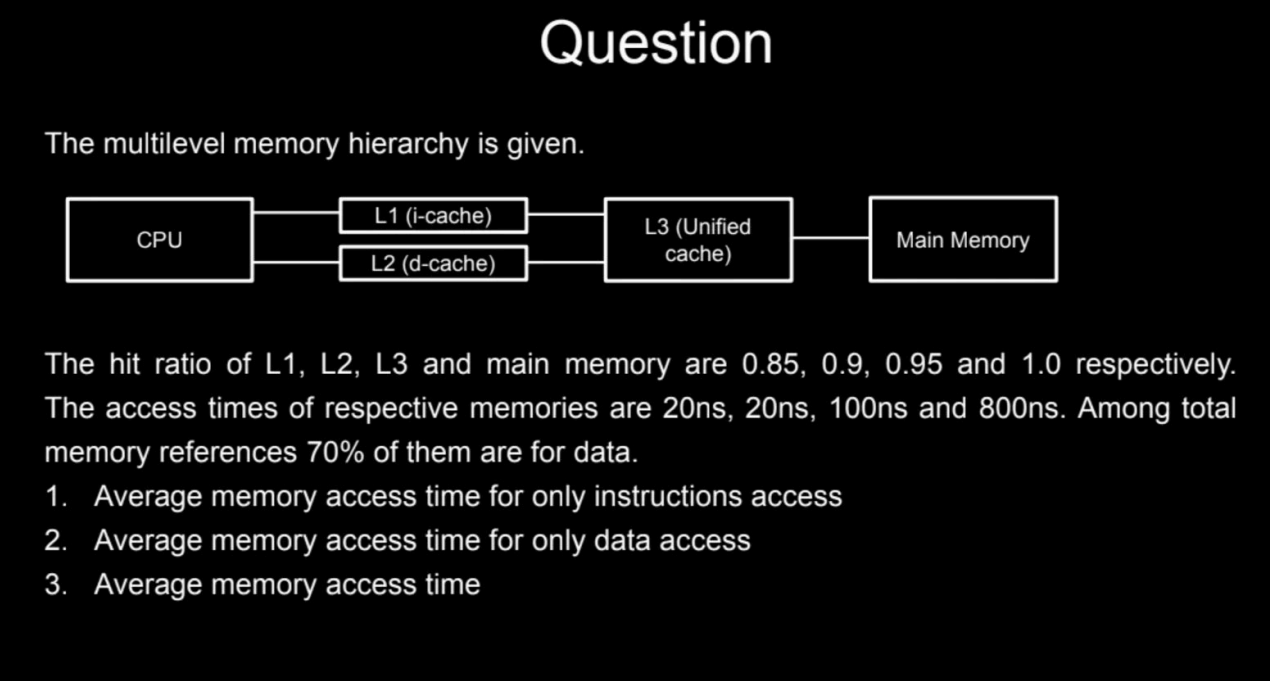 Question
The multilevel memory hierarchy is given.
CPU
L1 (i-cache)
L2 (d-cache)
L3 (Unified
cache)
Main Memory
The hit ratio of L1, L2, L3 and main memory are 0.85, 0.9, 0.95 and 1.0 respectively.
The access times of respective memories are 20ns, 20ns, 100ns and 800ns. Among total
memory references 70% of them are for data.
1. Average memory access time for only instructions access
2. Average memory access time for only data access
3. Average memory access time